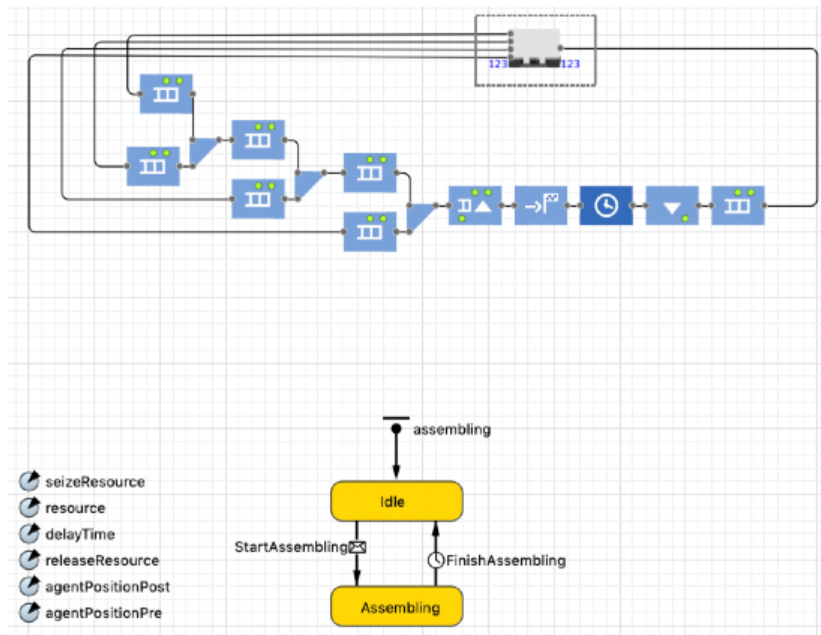 123
123
assembling
seizeResource
resource
delayTime
releaseResource
agentPositionPost
agentPositionPre
Idle
StartAssembling
FinishAssembling
Assembling